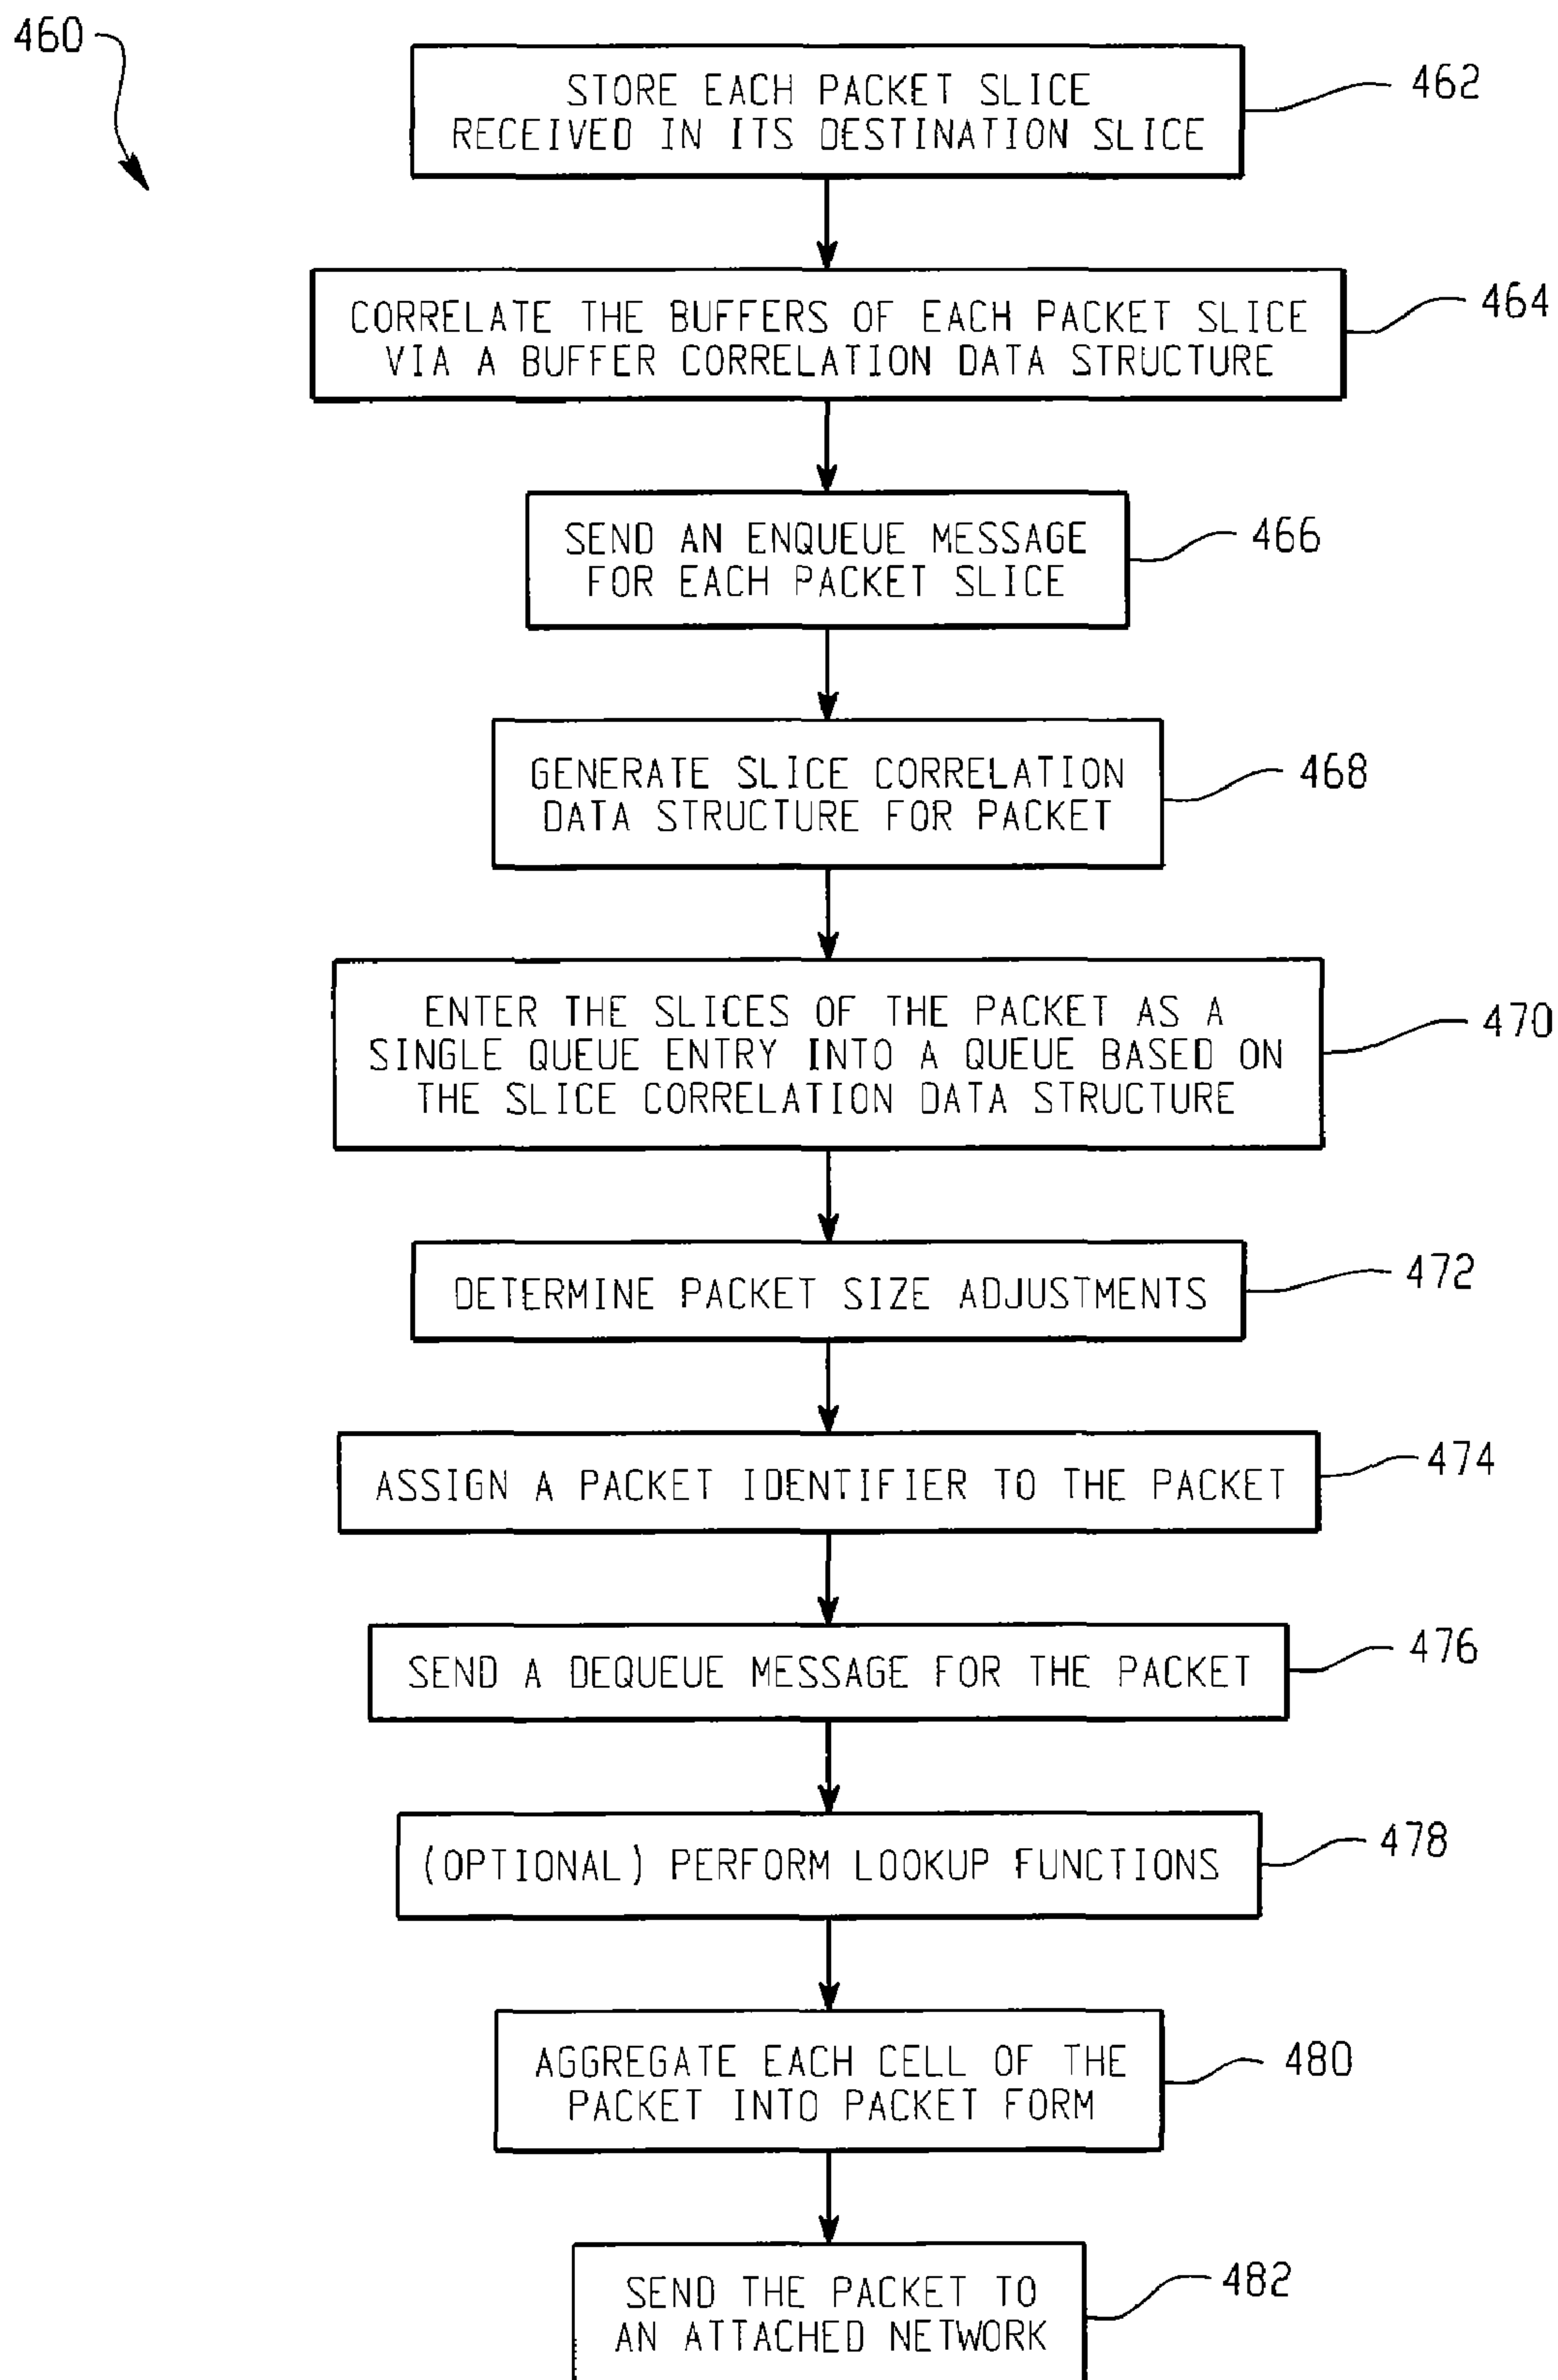 460
STORE EACH PACKET SLICE
RECEIVED IN ITS DESTINATION SLICE
462
CORRELATE THE BUFFERS OF EACH PACKET SLICE
VIA A BUFFER CORRELATION DATA STRUCTURE
464
SEND AN ENQUEUE MESSAGE
FOR EACH PACKET SLICE
466
GENERATE SLICE CORRELATION
DATA STRUCTURE FOR PACKET
468
ENTER THE SLICES OF THE PACKET AS A
SINGLE QUEUE ENTRY INTO A QUEUE BASED ON
THE SLICE CORRELATION DATA STRUCTURE
470
DETERMINE PACKET SIZE ADJUSTMENTS
472
ASSIGN A PACKET IDENTIFIER TO THE PACKET
474
SEND A DEQUEUE MESSAGE FOR THE PACKET
476
(OPTIONAL) PERFORM LOOKUP FUNCTIONS
478
AGGREGATE EACH CELL OF THE
PACKET INTO PACKET FORM
480
SEND THE PACKET TO
AN ATTACHED NETWORK
482